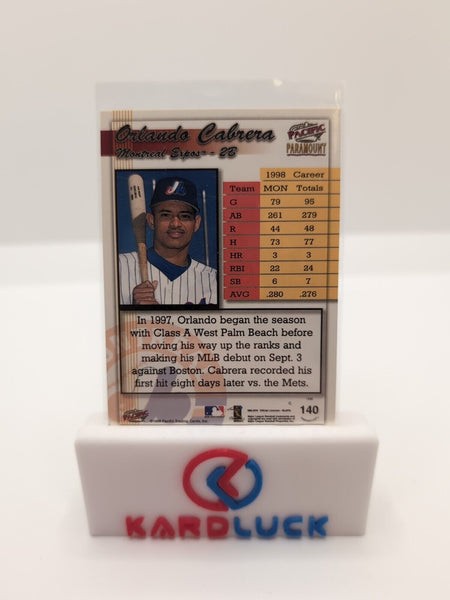 Orlando Cabrera
Montreal Expos - 2B
PACIFIC
PARAMOUNT
1998 Career
Team MON Totals
G 79 95
AB 261 279
R 44 48
H 73 77
HR 3 3
RBI 22 24
SB 6 7
AVG .280 .276
In 1997, Orlando began the season
with Class A West Palm Beach before
moving his way up the ranks and
making his MLB debut on Sept. 3
against Boston. Cabrera recorded his
first hit eight days later vs. the Mets.
140
KARDLUCK